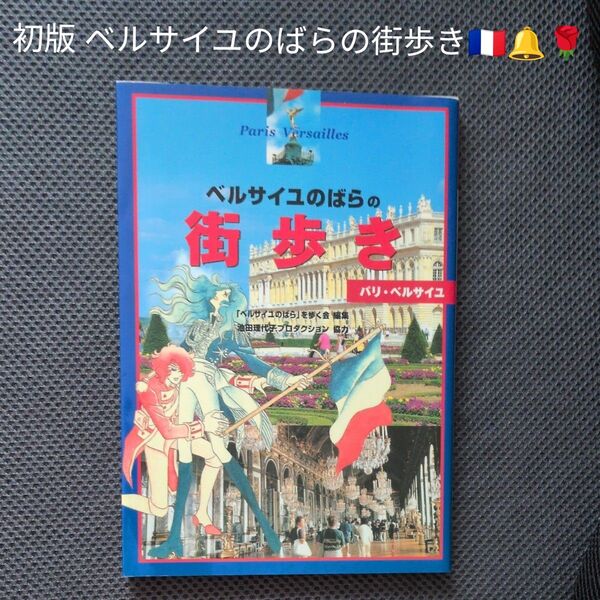 初版 ベルサイユのばらの街歩き🇫🇷🔔🌹
Paris Versailles
ベルサイユのばらの
街歩き
パリ・ベルサイユ
「ベルサイユのばら」を歩く会 編集
池田理代子プロダクション 協力